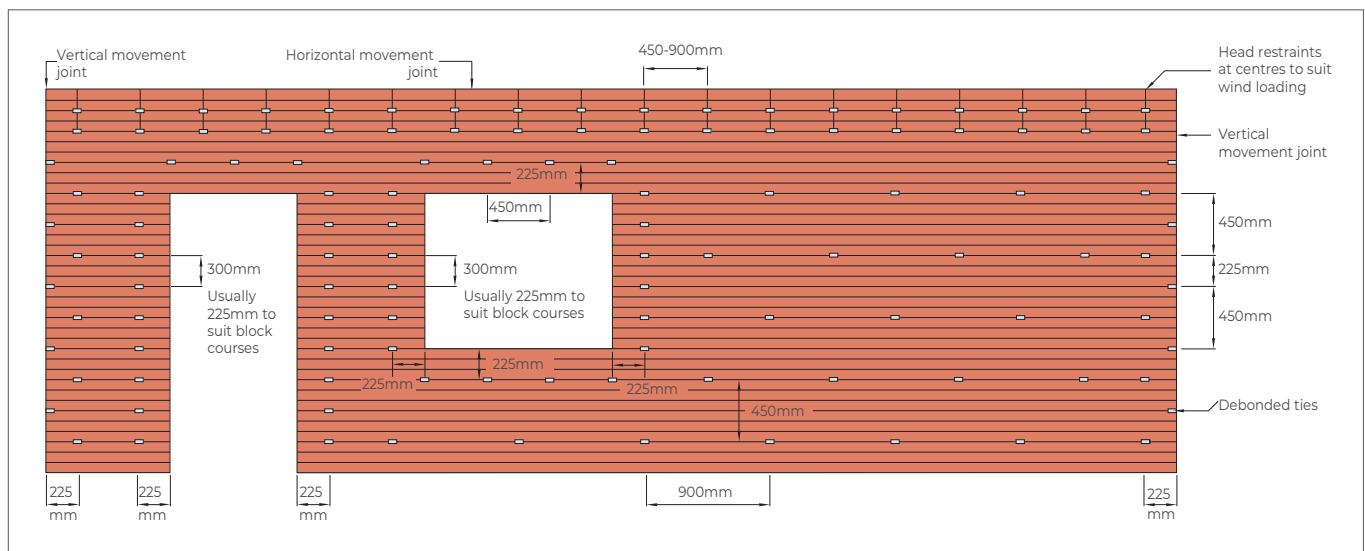 Vertical movement
joint
Horizontal movement
joint
450-900mm
Head restraints
at centres to suit
wind loading
Vertical
movement joint
225mm
450mm
450mm
300mm
Usually
225mm to
suit block
courses
300mm
Usually 225mm to
suit block courses
225mm
450mm
225mm
225mm
225mm
450mm
Debonded ties
225
mm
225
mm
225
mm
900mm
225
mm